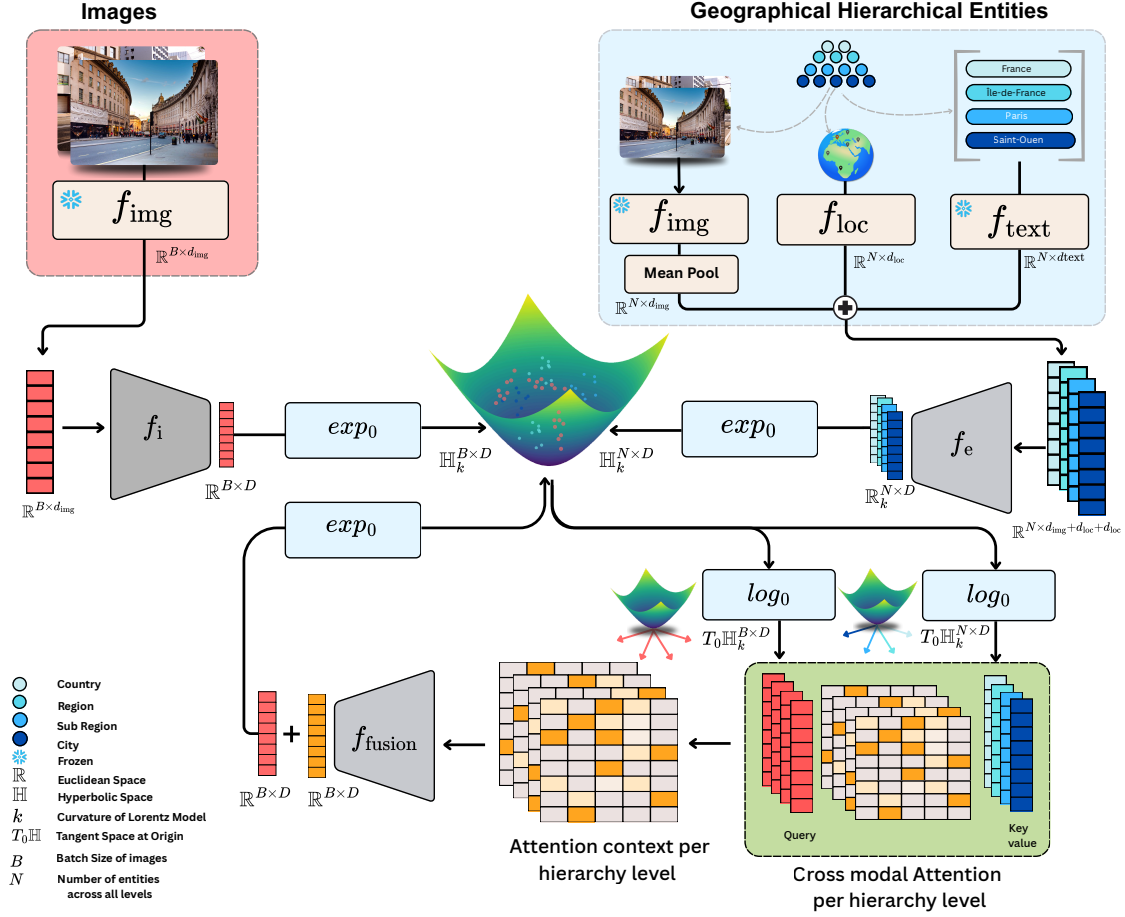 Images
Geographical Hierarchical Entities
France
Île-de-France
Paris
Saint-Ouen
f_img
f_img
f_loc
f_text
ℝ^{B×d_img}
Mean Pool
ℝ^{N×d_img}
ℝ^{N×d_loc}
ℝ^{N×dtext}
f_i
exp_0
exp_0
f_e
ℍ_k^{B×D}
ℍ_k^{N×D}
ℝ^{B×d_img}
ℝ^{B×D}
ℝ_k^{N×D}
ℝ^{N×d_img+d_loc+d_loc}
exp_0
log_0
log_0
T_0ℍ_k^{B×D}
T_0ℍ_k^{N×D}
f_fusion
+
ℝ^{B×D}
ℝ^{B×D}
Query
Key
value
Attention context per
hierarchy level
Cross modal Attention
per hierarchy level
Country
Region
Sub Region
City
Frozen
ℝ Euclidean Space
ℍ Hyperbolic Space
k Curvature of Lorentz Model
T_0ℍ Tangent Space at Origin
B Batch Size of images
N Number of entities
across all levels